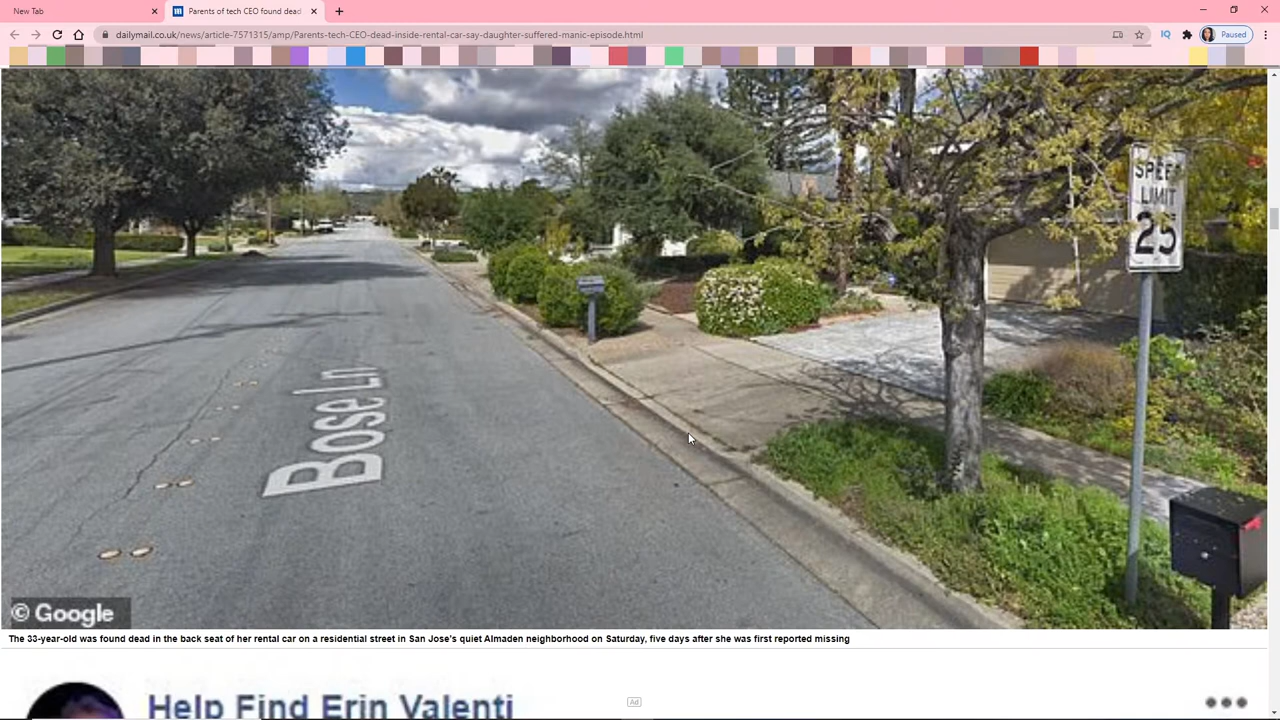 New Tab
Parents of tech CEO found dead
dailymail.co.uk/news/article-7571315/amp/Parents-tech-CEO-dead-inside-rental-car-say-daughter-suffered-manic-episode.html
IQ
Paused
SPEED
LIMIT
25
Bose Ln
© Google
The 33-year-old was found dead in the back seat of her rental car on a residential street in San Jose's quiet Almaden neighborhood on Saturday, five days after she was first reported missing
Help Find Erin Valenti
Ad